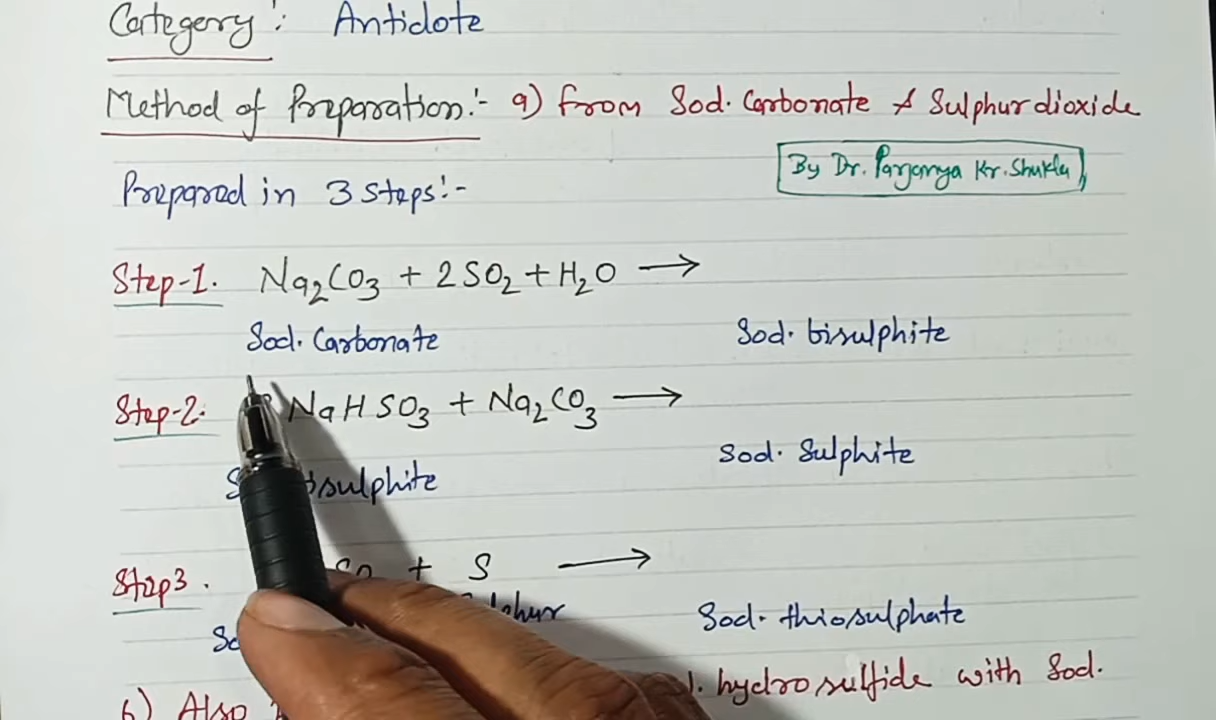 Category:
Antidote
Method of Preparation:- a) From Sod. Carbonate & Sulphur dioxide
By Dr. Parjanya Kr. Shukla
Prepared in 3 Steps:-
Step-1. Na₂CO₃ + 2SO₂ + H₂O →
Sod. Carbonate Sod. bisulphite
Step-2. NaHSO₃ + Na₂CO₃ →
Sod. Sulphite
Step3. + S →
Sod. thiosulphate
b) Also hydrosulfide with Sod.